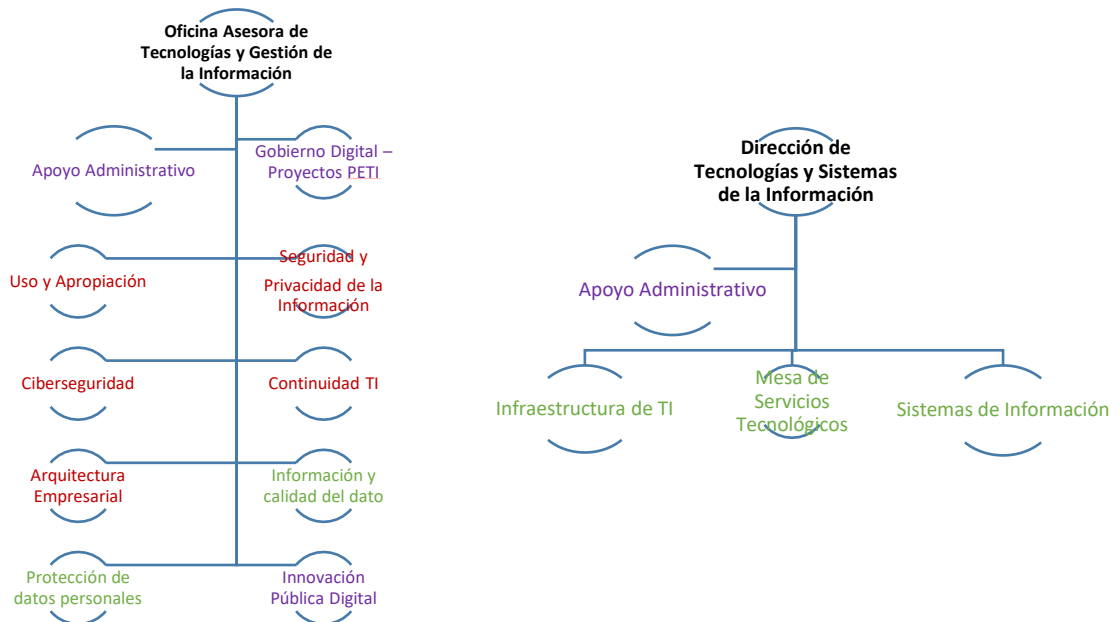 Oficina Asesora de
Tecnologías y Gestión de
la Información
Apoyo Administrativo
Gobierno Digital –
Proyectos PETI
Uso y Apropiación
Seguridad y
Privacidad de la
Información
Ciberseguridad
Continuidad TI
Arquitectura
Empresarial
Información y
calidad del dato
Protección de
datos personales
Innovación
Pública Digital
Dirección de
Tecnologías y Sistemas
de la Información
Apoyo Administrativo
Infraestructura de TI
Mesa de
Servicios
Tecnológicos
Sistemas de Información